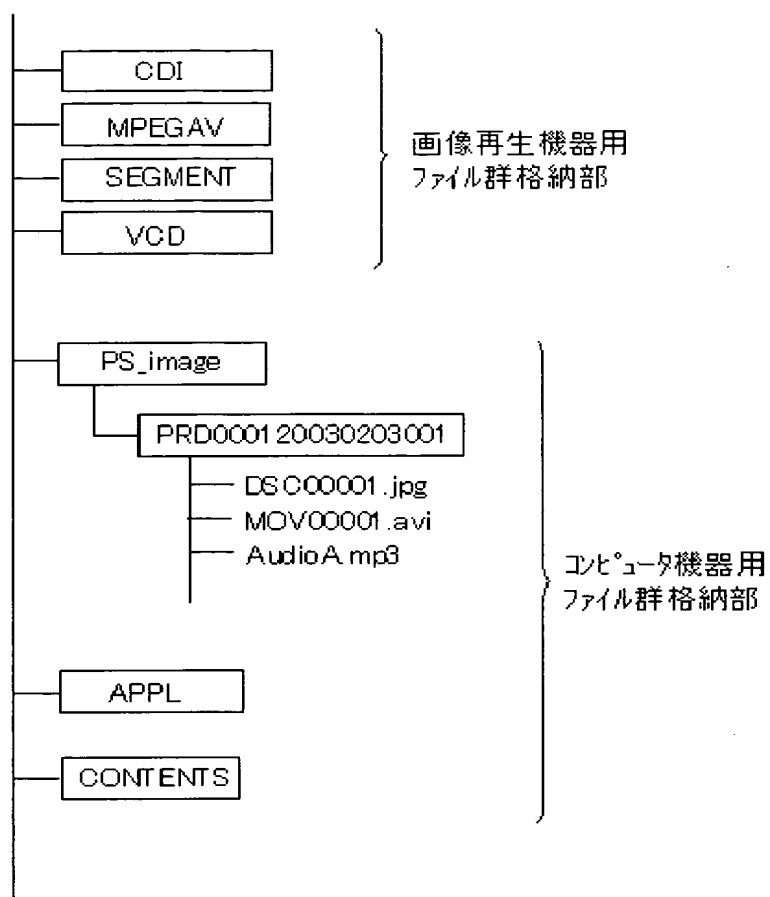 CDI
MPEGAV
SEGMENT
VCD
画像再生機器用
ファイル群格納部
PS_image
PRD000120030203001
DSC00001.jpg
MOV00001.avi
AudioA.mp3
コンピュータ機器用
ファイル群格納部
APPL
CONTENTS